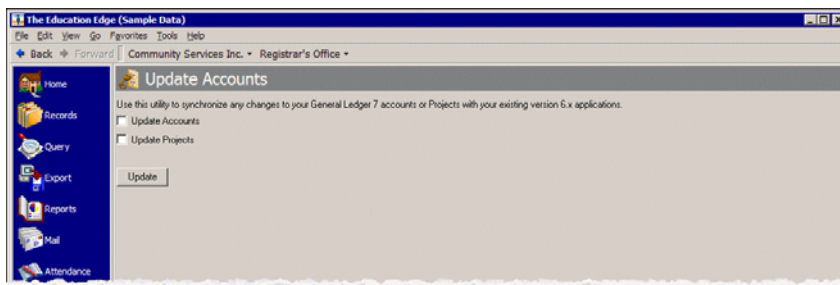 The Education Edge (Sample Data)
File Edit View Go Favorites Tools Help
Back Forward Community Services Inc. Registrar's Office
Home
Records
Query
Export
Reports
Mail
Attendance
Update Accounts
Use this utility to synchronize any changes to your General Ledger 7 accounts or Projects with your existing version 6.x applications.
Update Accounts
Update Projects
Update